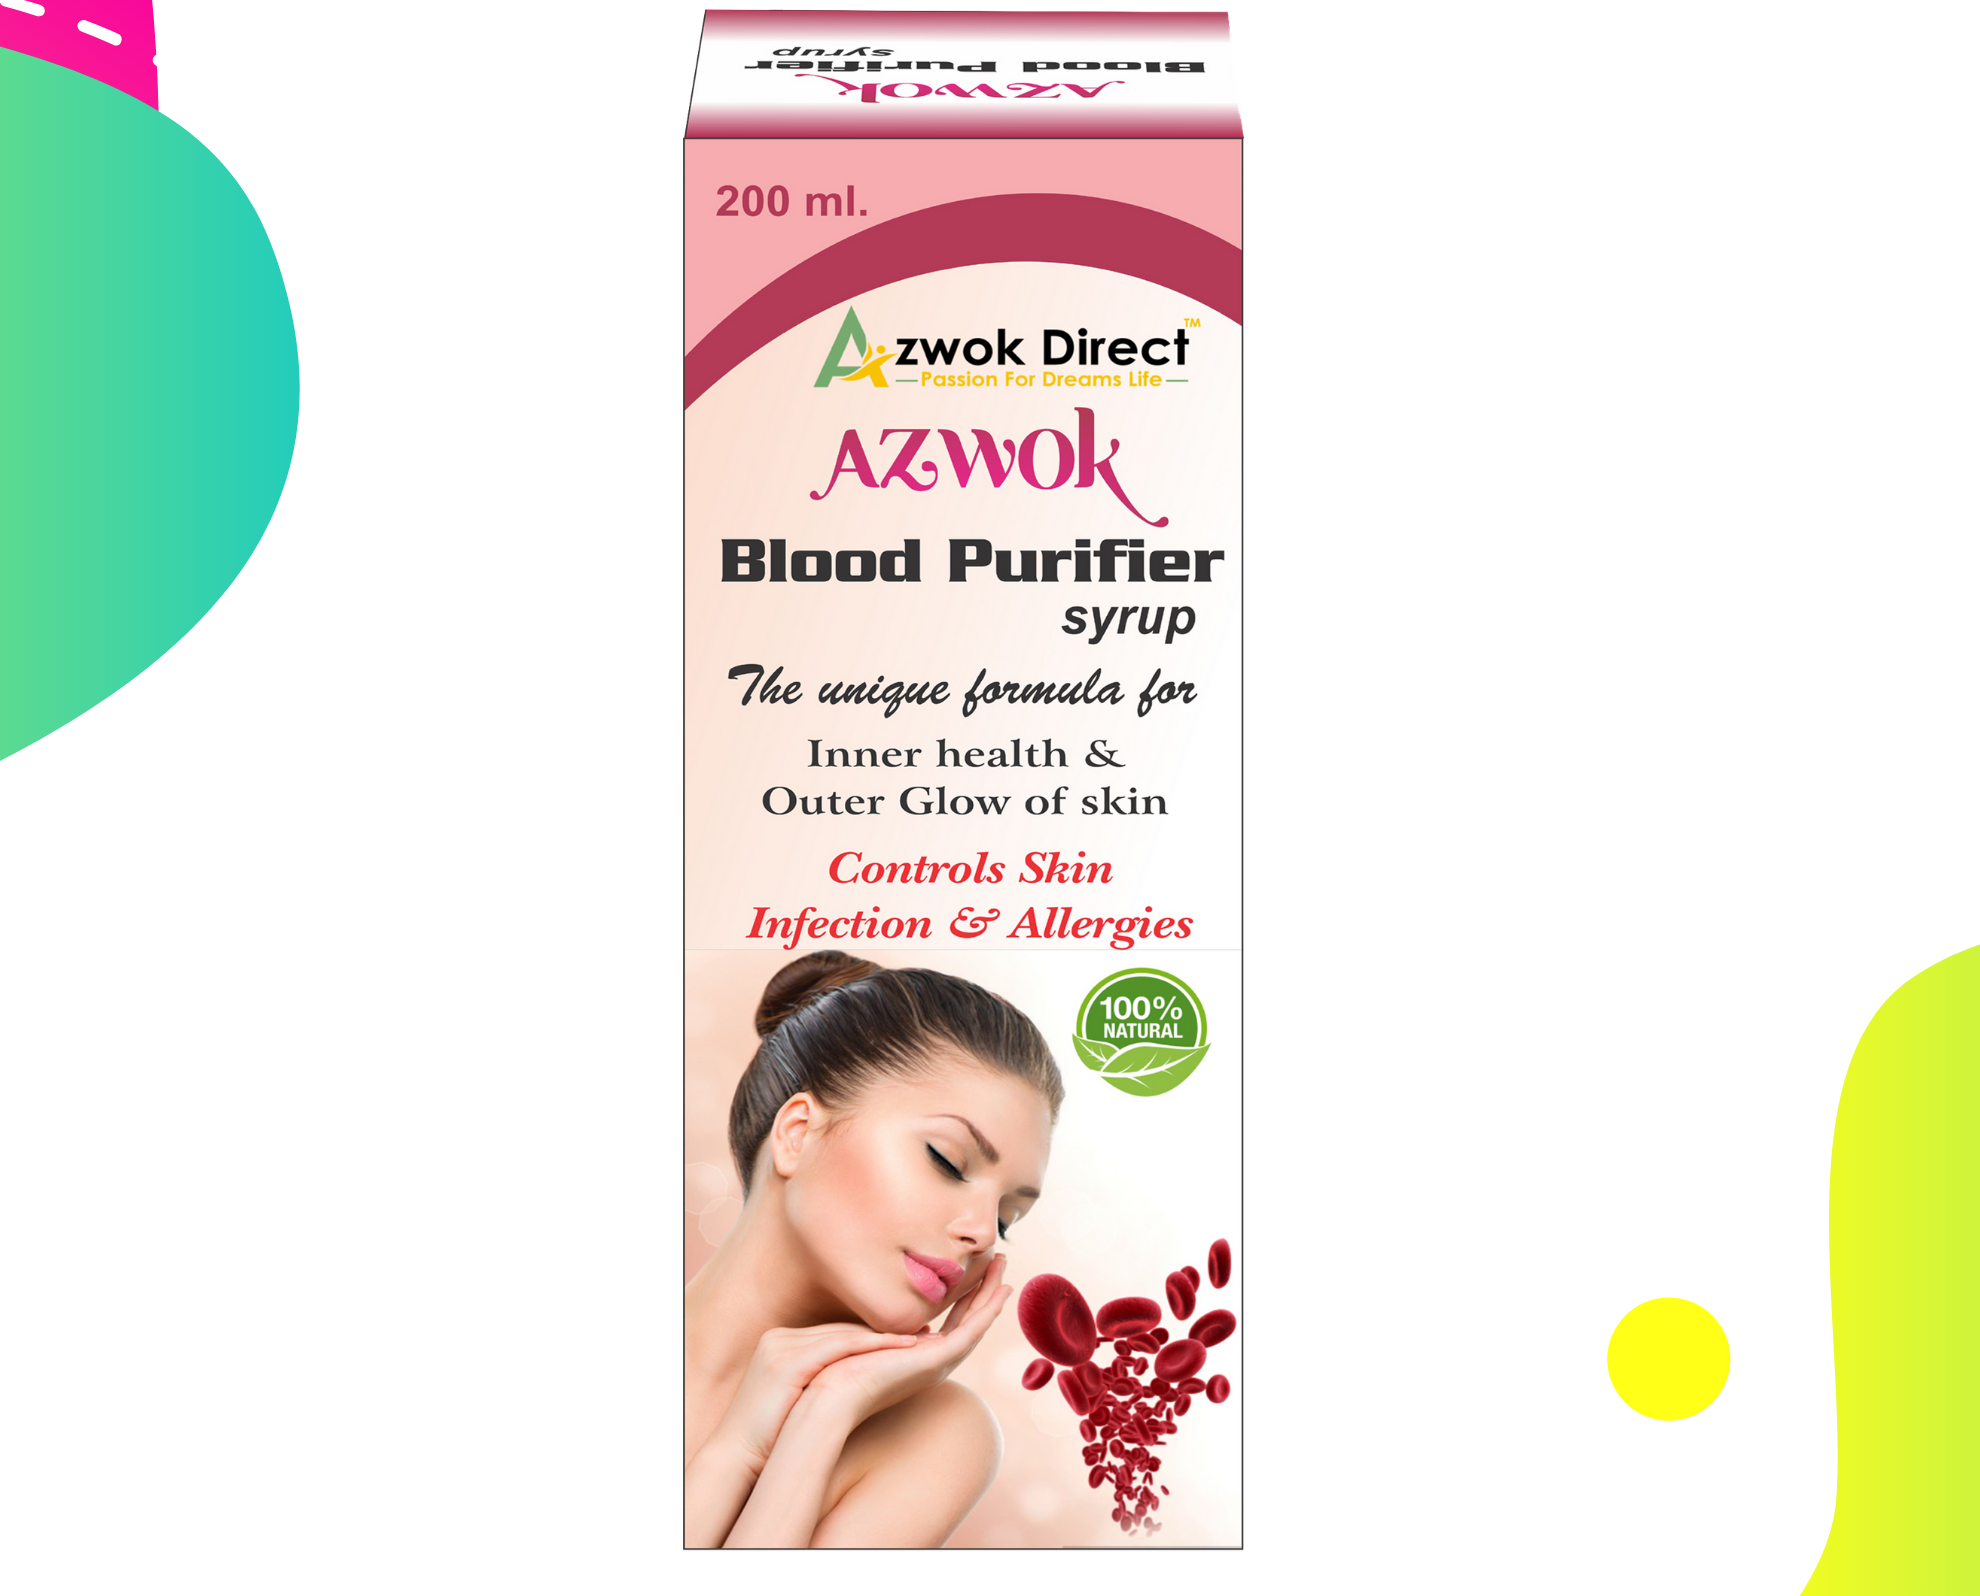 syrup
Blood Purifier
AZWOK
200 ml.
Azwok Direct™
Passion For Dreams Life
AZWOK
Blood Purifier
syrup
The unique formula for
Inner health &
Outer Glow of skin
Controls Skin
Infection & Allergies
100%
NATURAL